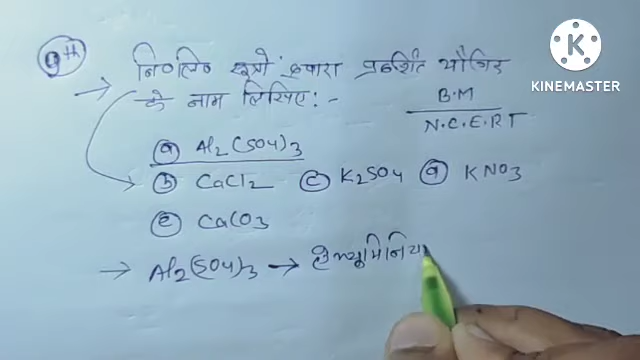 9th
निम्नलिखित सूत्रों द्वारा प्रदर्शित यौगिक
के नाम लिखिए:-
B.M
N.C.E.R.T
KINEMASTER
(a) Al2(SO4)3
(b) CaCl2 (c) K2SO4 (d) KNO3
(e) CaCO3
→ Al2(SO4)3 → एल्युमिनिय